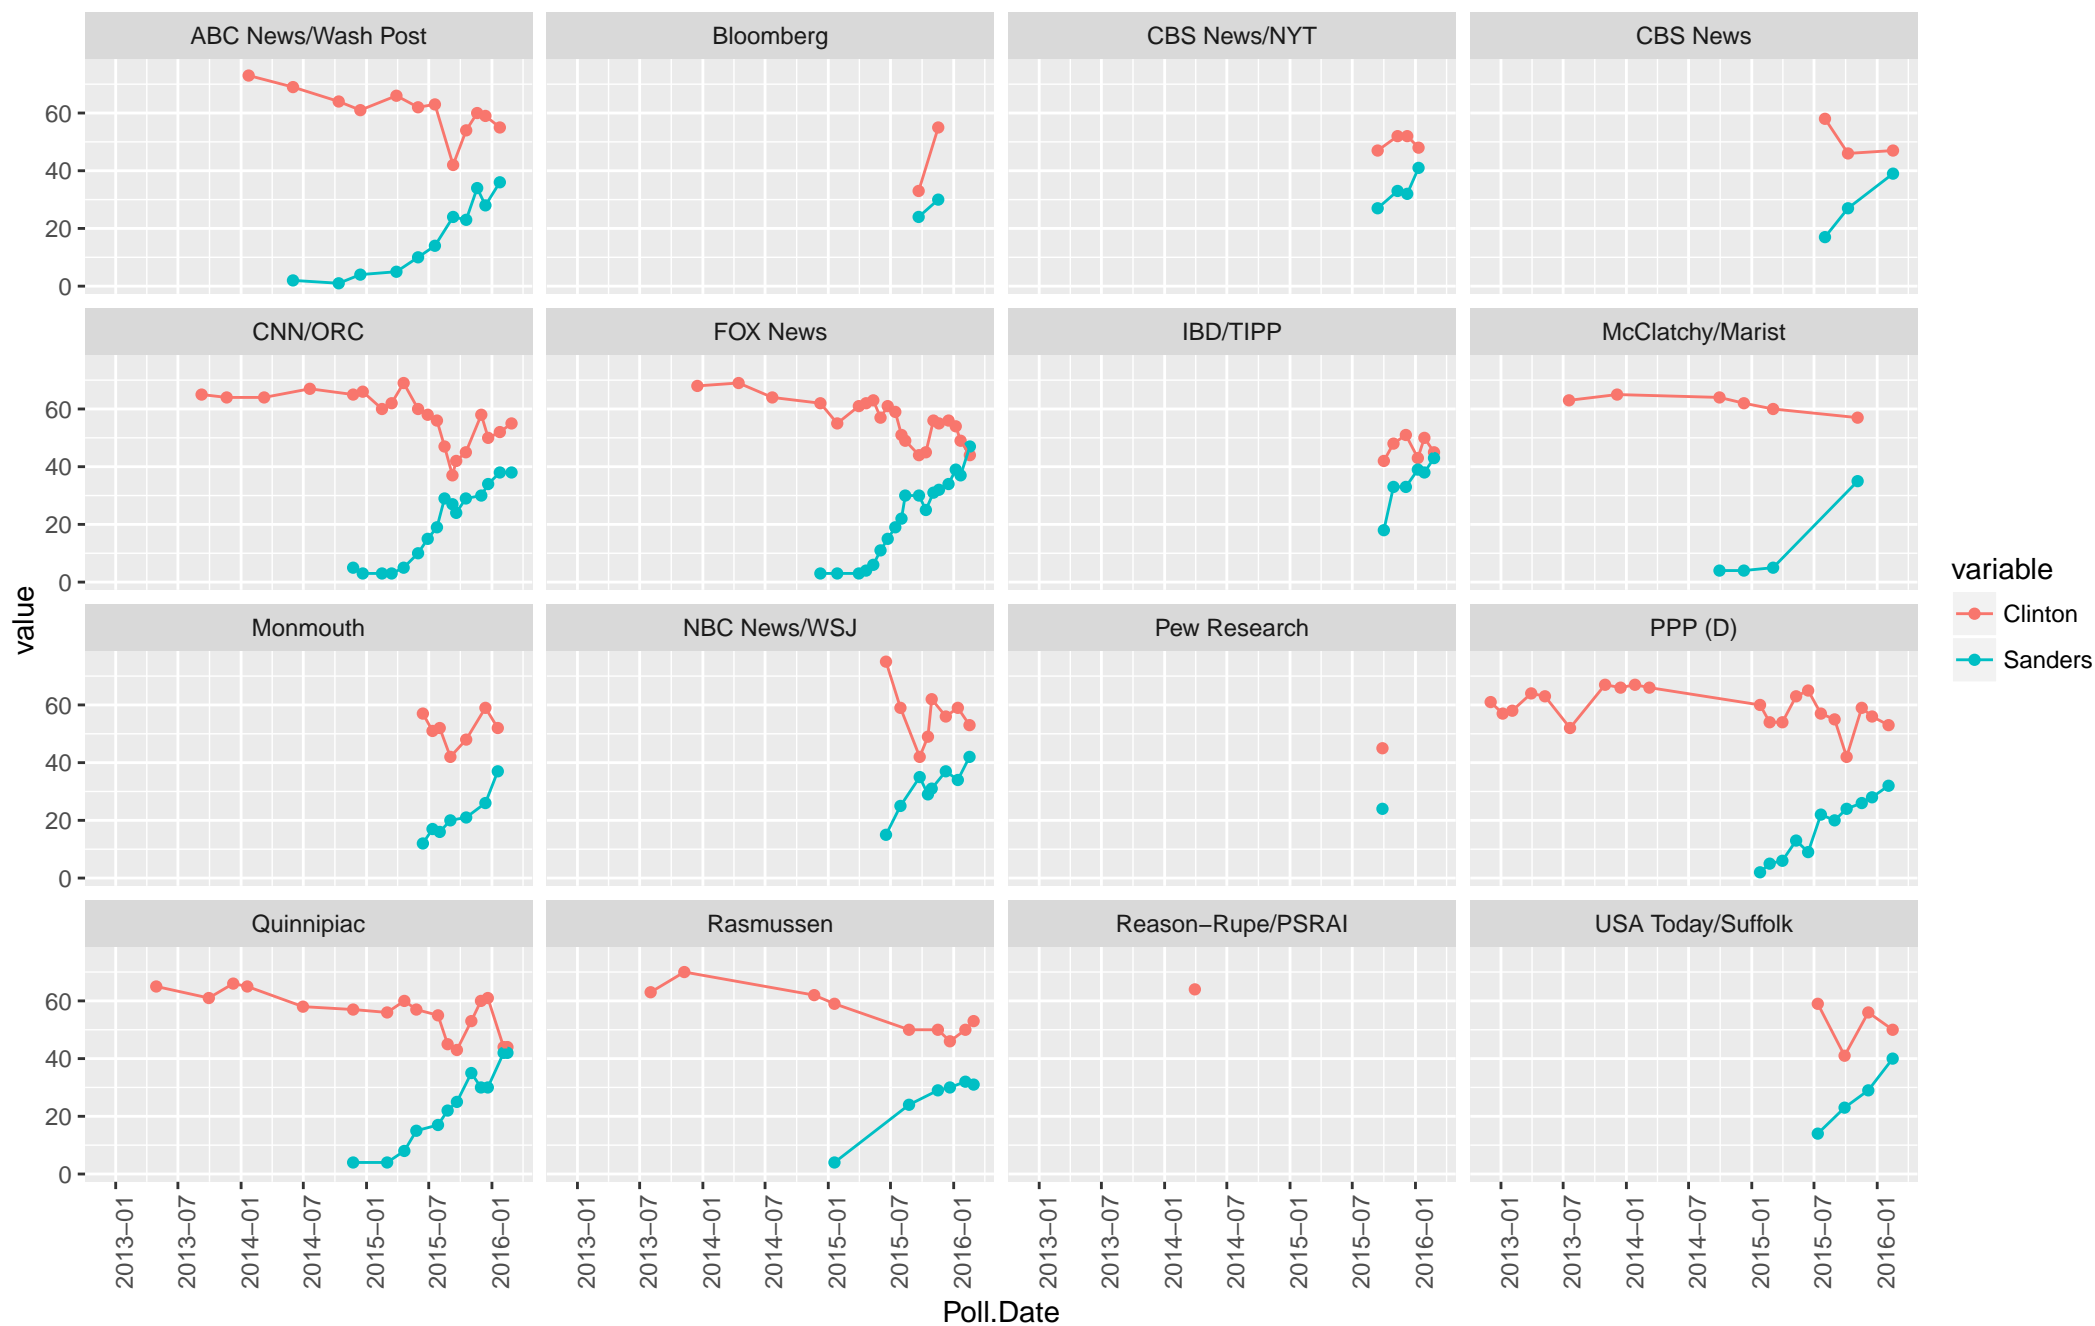 ABC News/Wash Post
Bloomberg
CBS News/NYT
CBS News
60
40
20
0
CNN/ORC
FOX News
IBD/TIPP
McClatchy/Marist
60
40
20
0
value
variable
Clinton
Sanders
Monmouth
NBC News/WSJ
Pew Research
PPP (D)
60
40
20
0
Quinnipiac
Rasmussen
Reason−Rupe/PSRAI
USA Today/Suffolk
60
40
20
0
2013−01
2013−07
2014−01
2014−07
2015−01
2015−07
2016−01
2013−01
2013−07
2014−01
2014−07
2015−01
2015−07
2016−01
2013−01
2013−07
2014−01
2014−07
2015−01
2015−07
2016−01
2013−01
2013−07
2014−01
2014−07
2015−01
2015−07
2016−01
Poll.Date